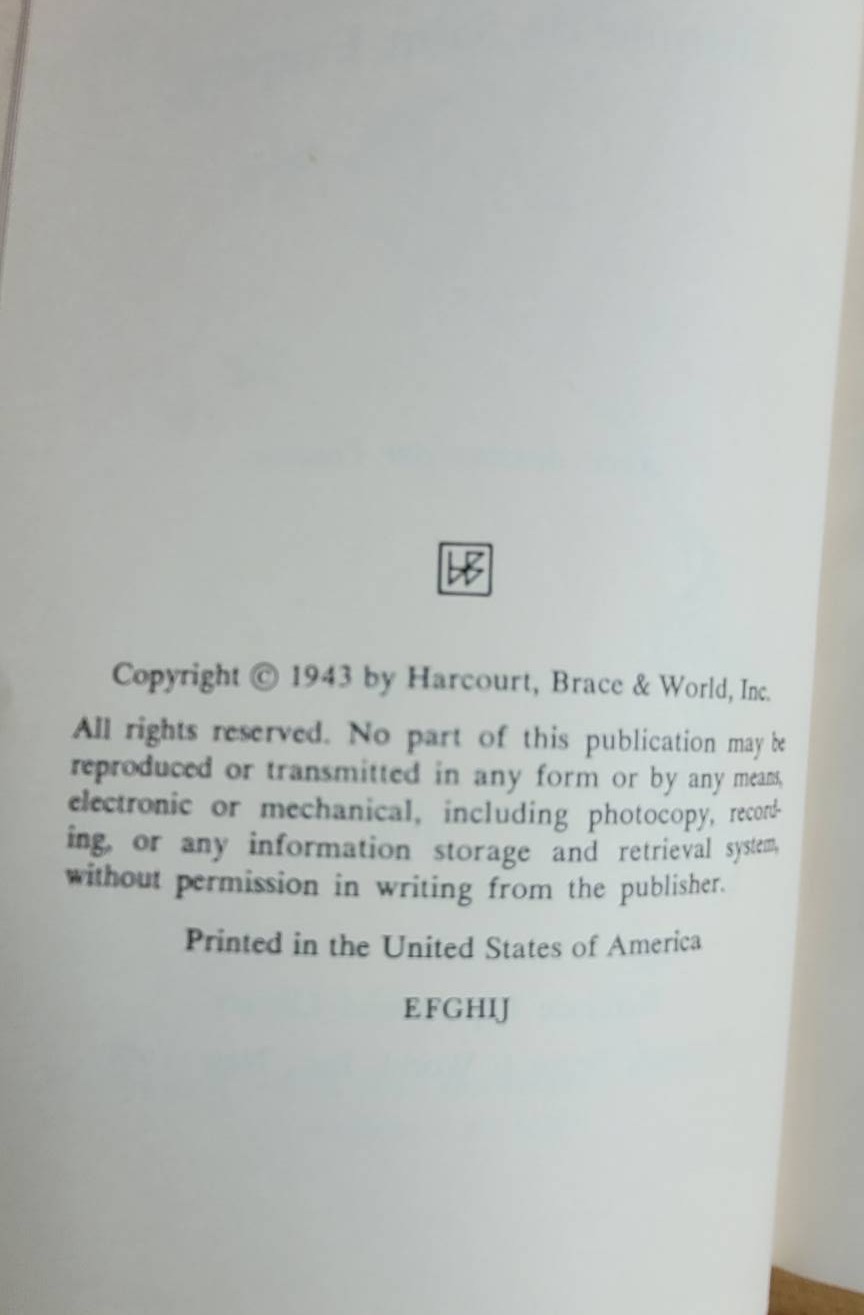 Copyright © 1943 by Harcourt, Brace & World, Inc.
All rights reserved. No part of this publication may be
reproduced or transmitted in any form or by any means,
electronic or mechanical, including photocopy, record-
ing, or any information storage and retrieval system,
without permission in writing from the publisher.
Printed in the United States of America
EFGHIJ